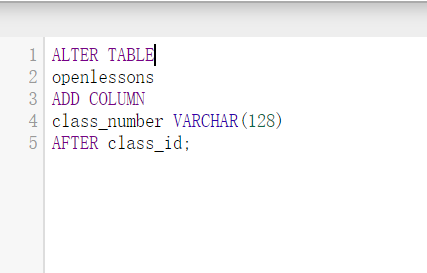 1 ALTER TABLE
2 openlessons
3 ADD COLUMN
4 class_number VARCHAR(128)
5 AFTER class_id;